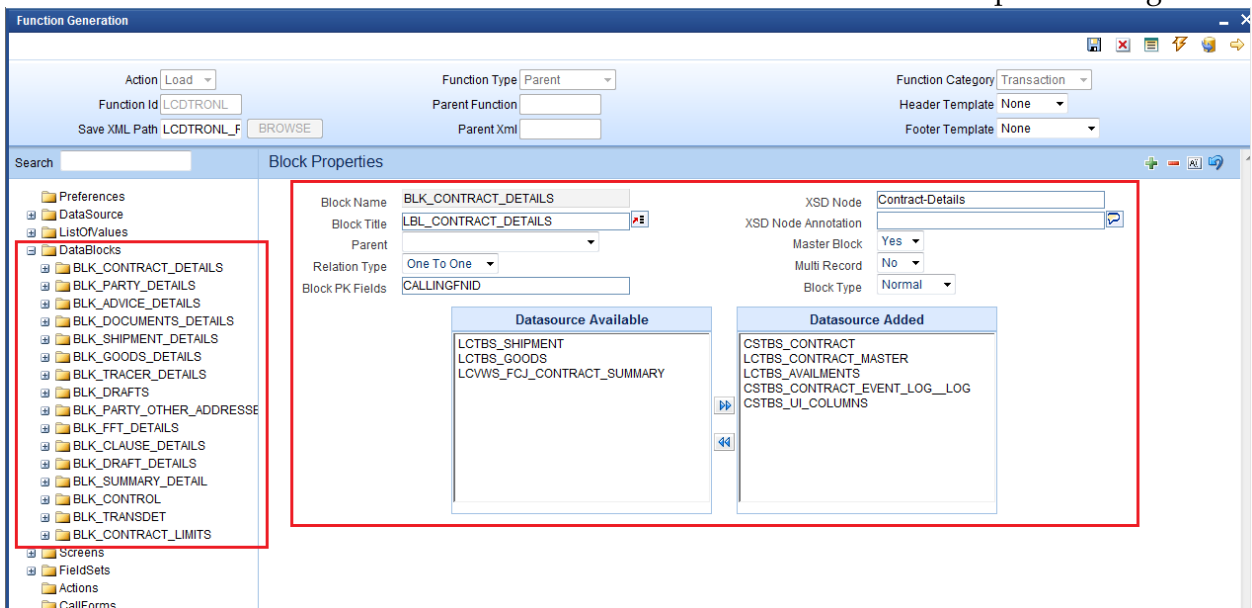 Function Generation
Action Load Function Type Parent Function Category Transaction
Function Id LCDTRONL Parent Function Header Template None
Save XML Path LCDTRONL_F BROWSE Parent Xml Footer Template None
Search Block Properties
Preferences
DataSource
ListOfValues
DataBlocks
BLK_CONTRACT_DETAILS
BLK_PARTY_DETAILS
BLK_ADVICE_DETAILS
BLK_DOCUMENTS_DETAILS
BLK_SHIPMENT_DETAILS
BLK_GOODS_DETAILS
BLK_TRACER_DETAILS
BLK_DRAFTS
BLK_PARTY_OTHER_ADDRESSE
BLK_FFT_DETAILS
BLK_CLAUSE_DETAILS
BLK_DRAFT_DETAILS
BLK_SUMMARY_DETAIL
BLK_CONTROL
BLK_TRANSDET
BLK_CONTRACT_LIMITS
Screens
FieldSets
Actions
CallForms
Block Name BLK_CONTRACT_DETAILS XSD Node Contract-Details
Block Title LBL_CONTRACT_DETAILS XSD Node Annotation
Parent Master Block Yes
Relation Type One To One Multi Record No
Block PK Fields CALLINGFNID Block Type Normal
Datasource Available
LCTBS_SHIPMENT
LCTBS_GOODS
LCVWS_FCJ_CONTRACT_SUMMARY
Datasource Added
CSTBS_CONTRACT
LCTBS_CONTRACT_MASTER
LCTBS_AVAILMENTS
CSTBS_CONTRACT_EVENT_LOG__LOG
CSTBS_UI_COLUMNS